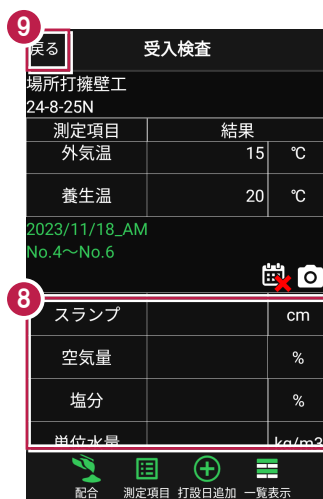 9
戻る 受入検査
場所打擁壁工
24-8-25N
測定項目 結果
外気温 15 ℃
養生温 20 ℃
2023/11/18_AM
No.4～No.6
8
スランプ cm
空気量 %
塩分 %
単位水量 kg/m3
配合 測定項目 打設日追加 一覧表示